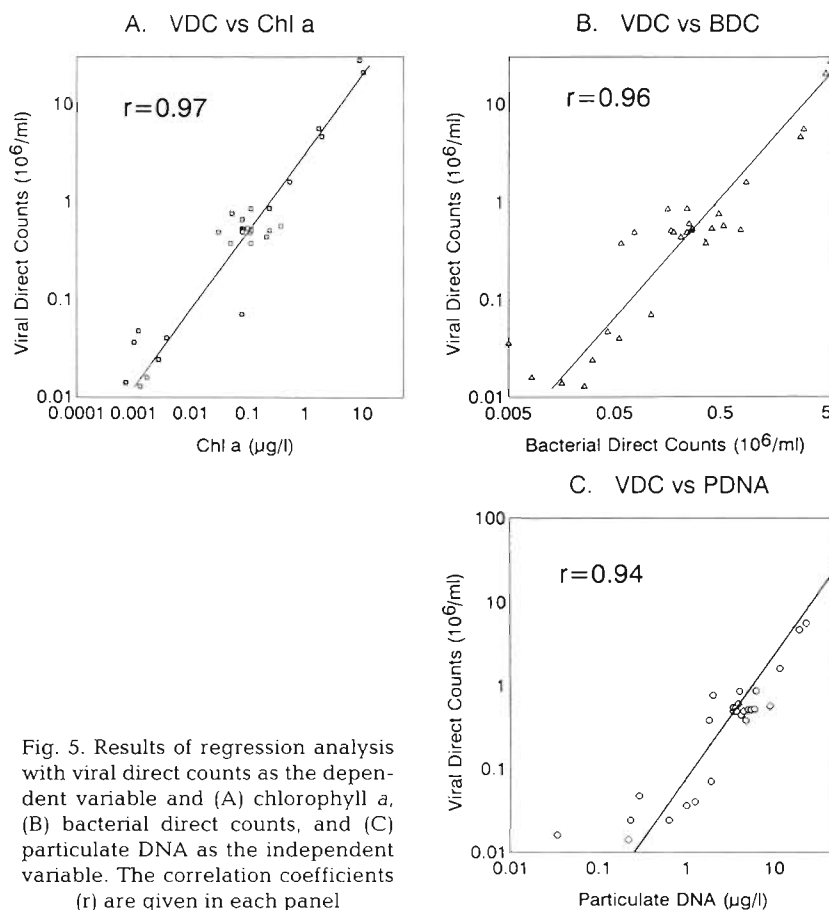 A. VDC vs Chl a
r=0.97
Viral Direct Counts (10⁶/ml)
10
1
0.1
0.01
0.0001 0.001 0.01 0.1 1 10
Chl a (µg/l)
B. VDC vs BDC
r=0.96
Viral Direct Counts (10⁶/ml)
10
1
0.1
0.01
0.005 0.05 0.5 5
Bacterial Direct Counts (10⁶/ml)
C. VDC vs PDNA
r=0.94
Viral Direct Counts (10⁶/ml)
100
10
1
0.1
0.01
0.01 0.1 1 10
Particulate DNA (µg/l)
Fig. 5. Results of regression analysis
with viral direct counts as the depen-
dent variable and (A) chlorophyll a,
(B) bacterial direct counts, and (C)
particulate DNA as the independent
variable. The correlation coefficients
(r) are given in each panel